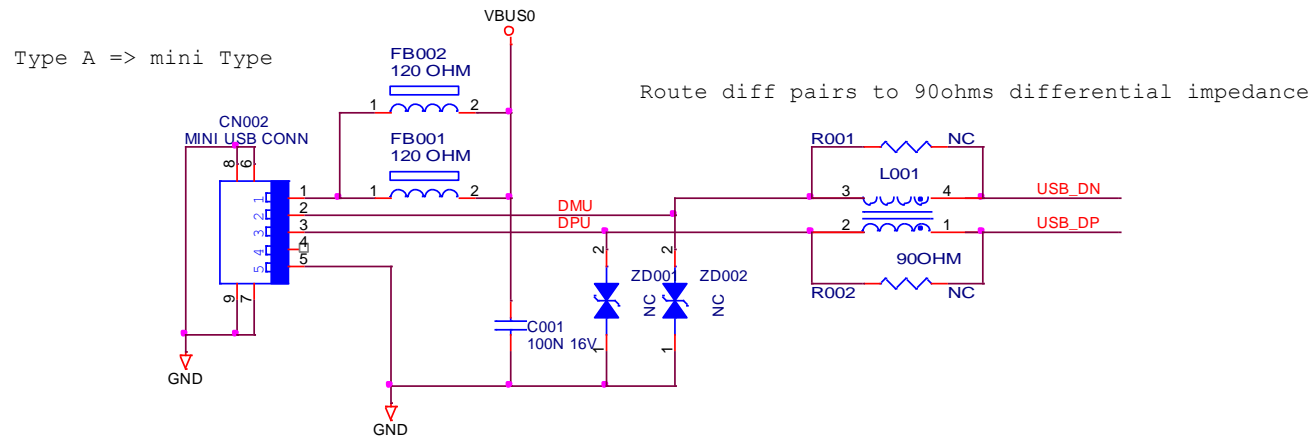 VBUS0
Type A => mini Type
FB002
120 OHM
1
2
Route diff pairs to 90ohms differential impedance
CN002
MINI USB CONN
FB001
120 OHM
1
2
R001
NC
L001
8
6
1
1
2
2
3
3
4
4
5
5
9
7
DMU
DPU
3
4
USB_DN
2
1
USB_DP
90OHM
R002
NC
2
2
ZD001
NC
ZD002
NC
1
1
C001
100N 16V
GND
GND